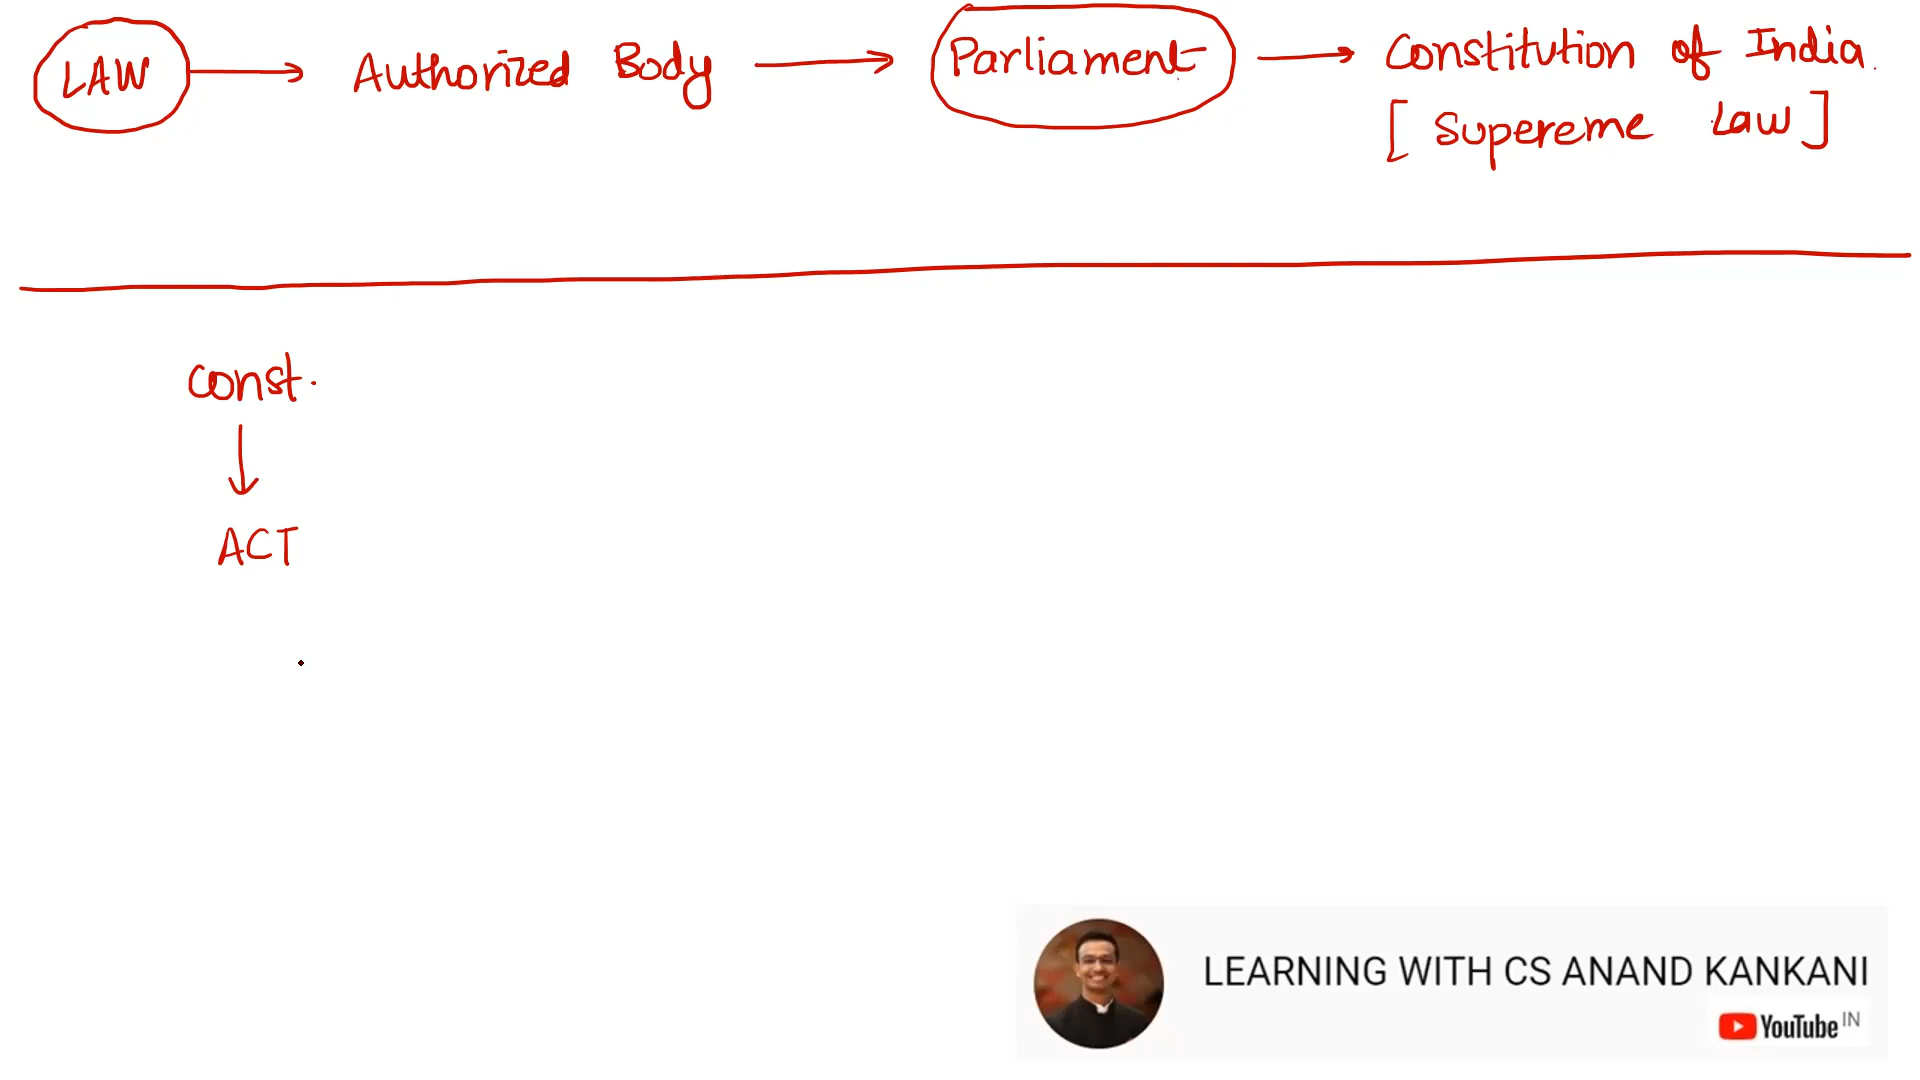 LAW → Authorized Body → Parliament → Constitution of India.
[Supereme Law]
const.
↓
ACT
LEARNING WITH CS ANAND KANKANI
YouTube IN